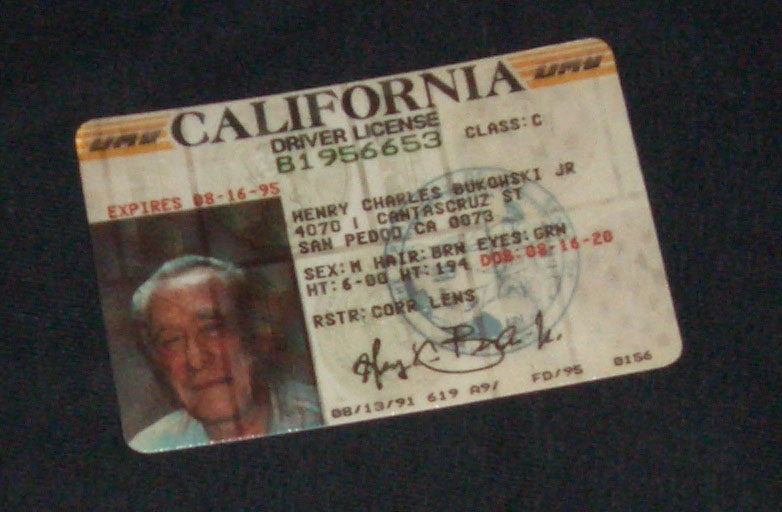 CALIFORNIA
DMV
DMV
DRIVER LICENSE
B1956653
CLASS:C
EXPIRES 08-16-95
HENRY CHARLES BUKOWSKI JR
4070 I CANTASCRUZ ST
SAN PEDOO CA 0073
SEX:M HAIR:BRN EYES:GRN
HT:6-00 WT:194 DOB:08-16-20
RSTR:CORR LENS
08/13/91 619 A9/ FD/95 0156